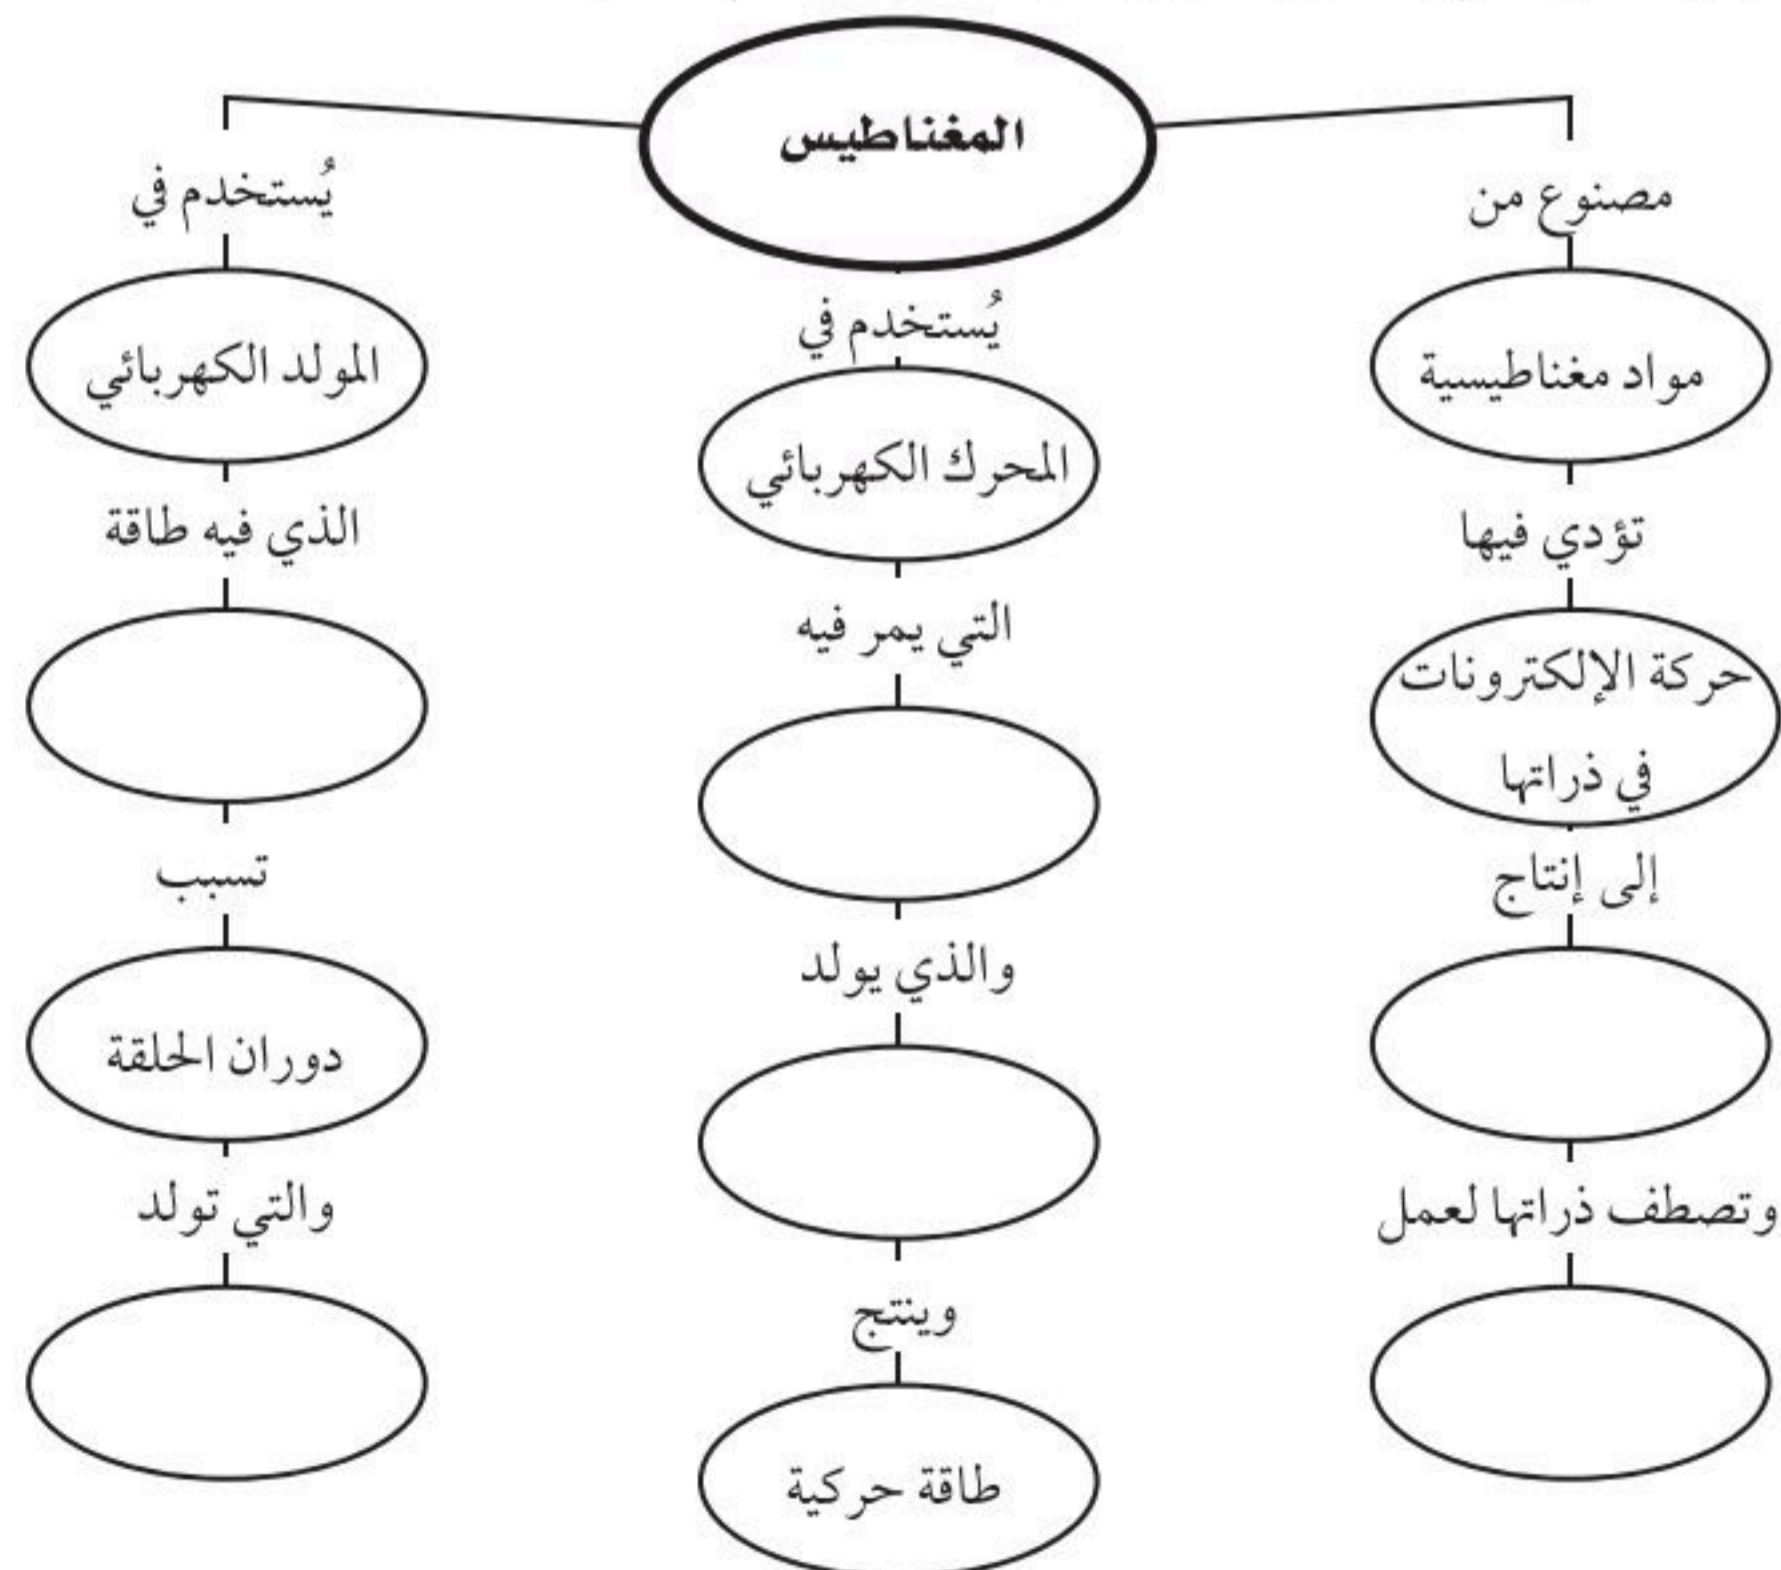 المغناطيس
مصنوع من
مواد مغناطيسية
تؤدي فيها
حركة الإلكترونات
في ذراتها
إلى إنتاج
وتصطف ذراتها لعمل
يُستخدم في
المحرك الكهربائي
التي يمر فيه
والذي يولد
وينتج
طاقة حركية
يُستخدم في
المولد الكهربائي
الذي فيه طاقة
تسبب
دوران الحلقة
والتي تولد